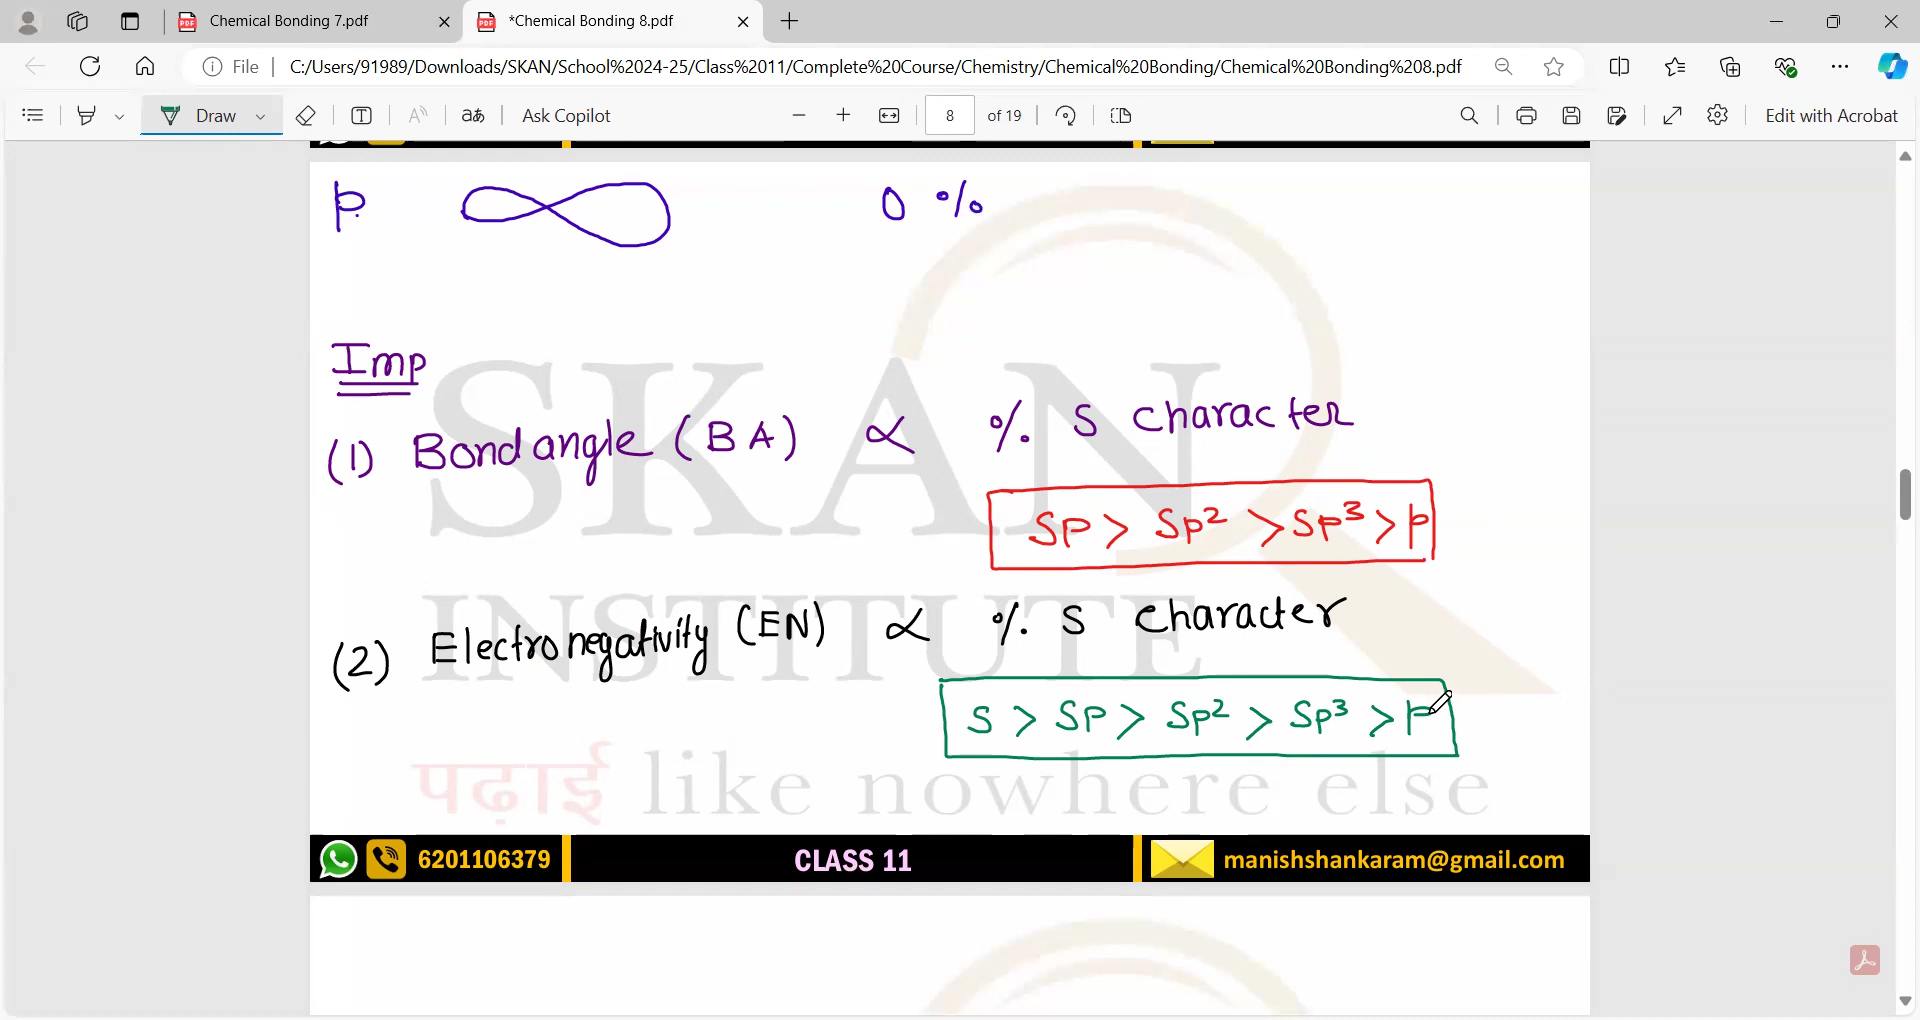 Chemical Bonding 7.pdf
*Chemical Bonding 8.pdf
File
C:/Users/91989/Downloads/SKAN/School%2024-25/Class%2011/Complete%20Course/Chemistry/Chemical%20Bonding/Chemical%20Bonding%208.pdf
Draw
T
A
aあ
Ask Copilot
8 of 19
Edit with Acrobat
p 0 %
Imp
(1) Bond angle (BA) ∝ % S character
SP > SP² > SP³ > P
(2) Electronegativity (EN) ∝ % S character
S > SP > SP² > SP³ > P
SKAN
INSTITUTE
पढ़ाई like nowhere else
6201106379
CLASS 11
manishshankaram@gmail.com